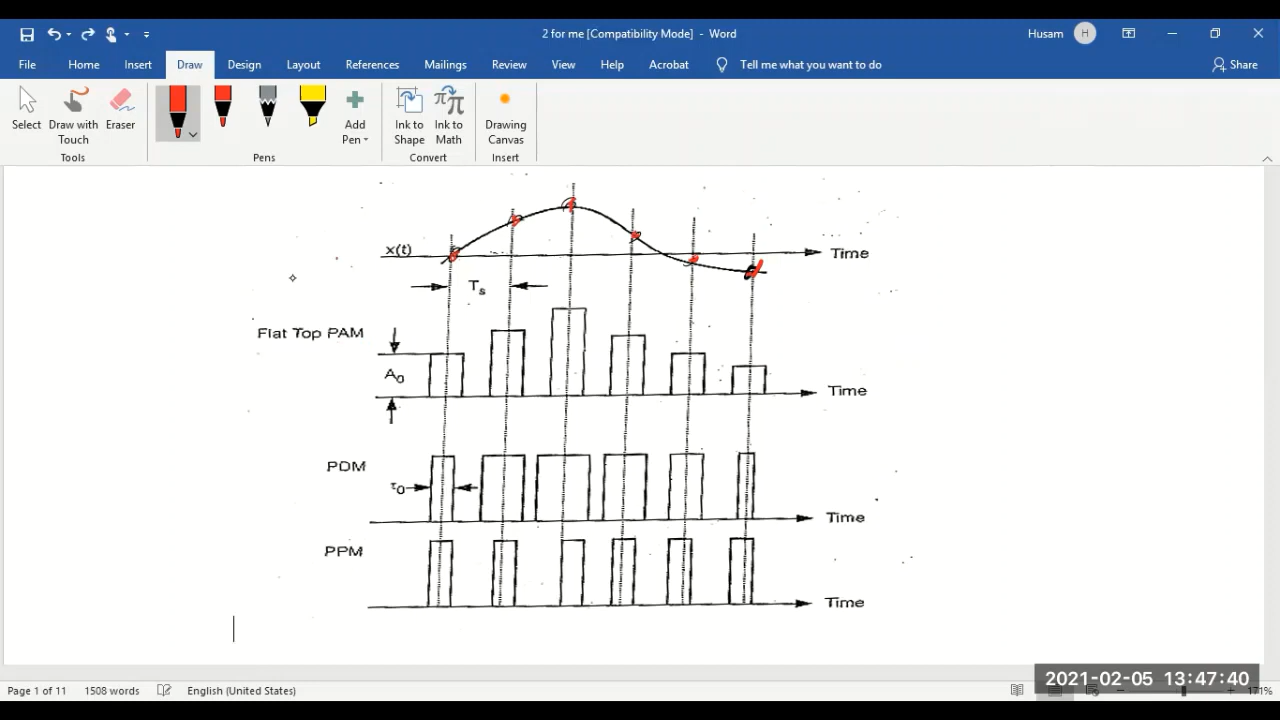 2 for me [Compatibility Mode] - Word
Husam
H
File Home Insert Draw Design Layout References Mailings Review View Help Acrobat Tell me what you want to do Share
Select
Draw with Touch
Eraser
Tools
Pens
Add Pen
Ink to Shape
Ink to Math
Convert
Drawing Canvas
Insert
x(t)
Time
Ts
Flat Top PAM
A0
Time
PDM
τ0
Time
PPM
Time
Page 1 of 11 1508 words English (United States)
171%
2021-02-05 13:47:40